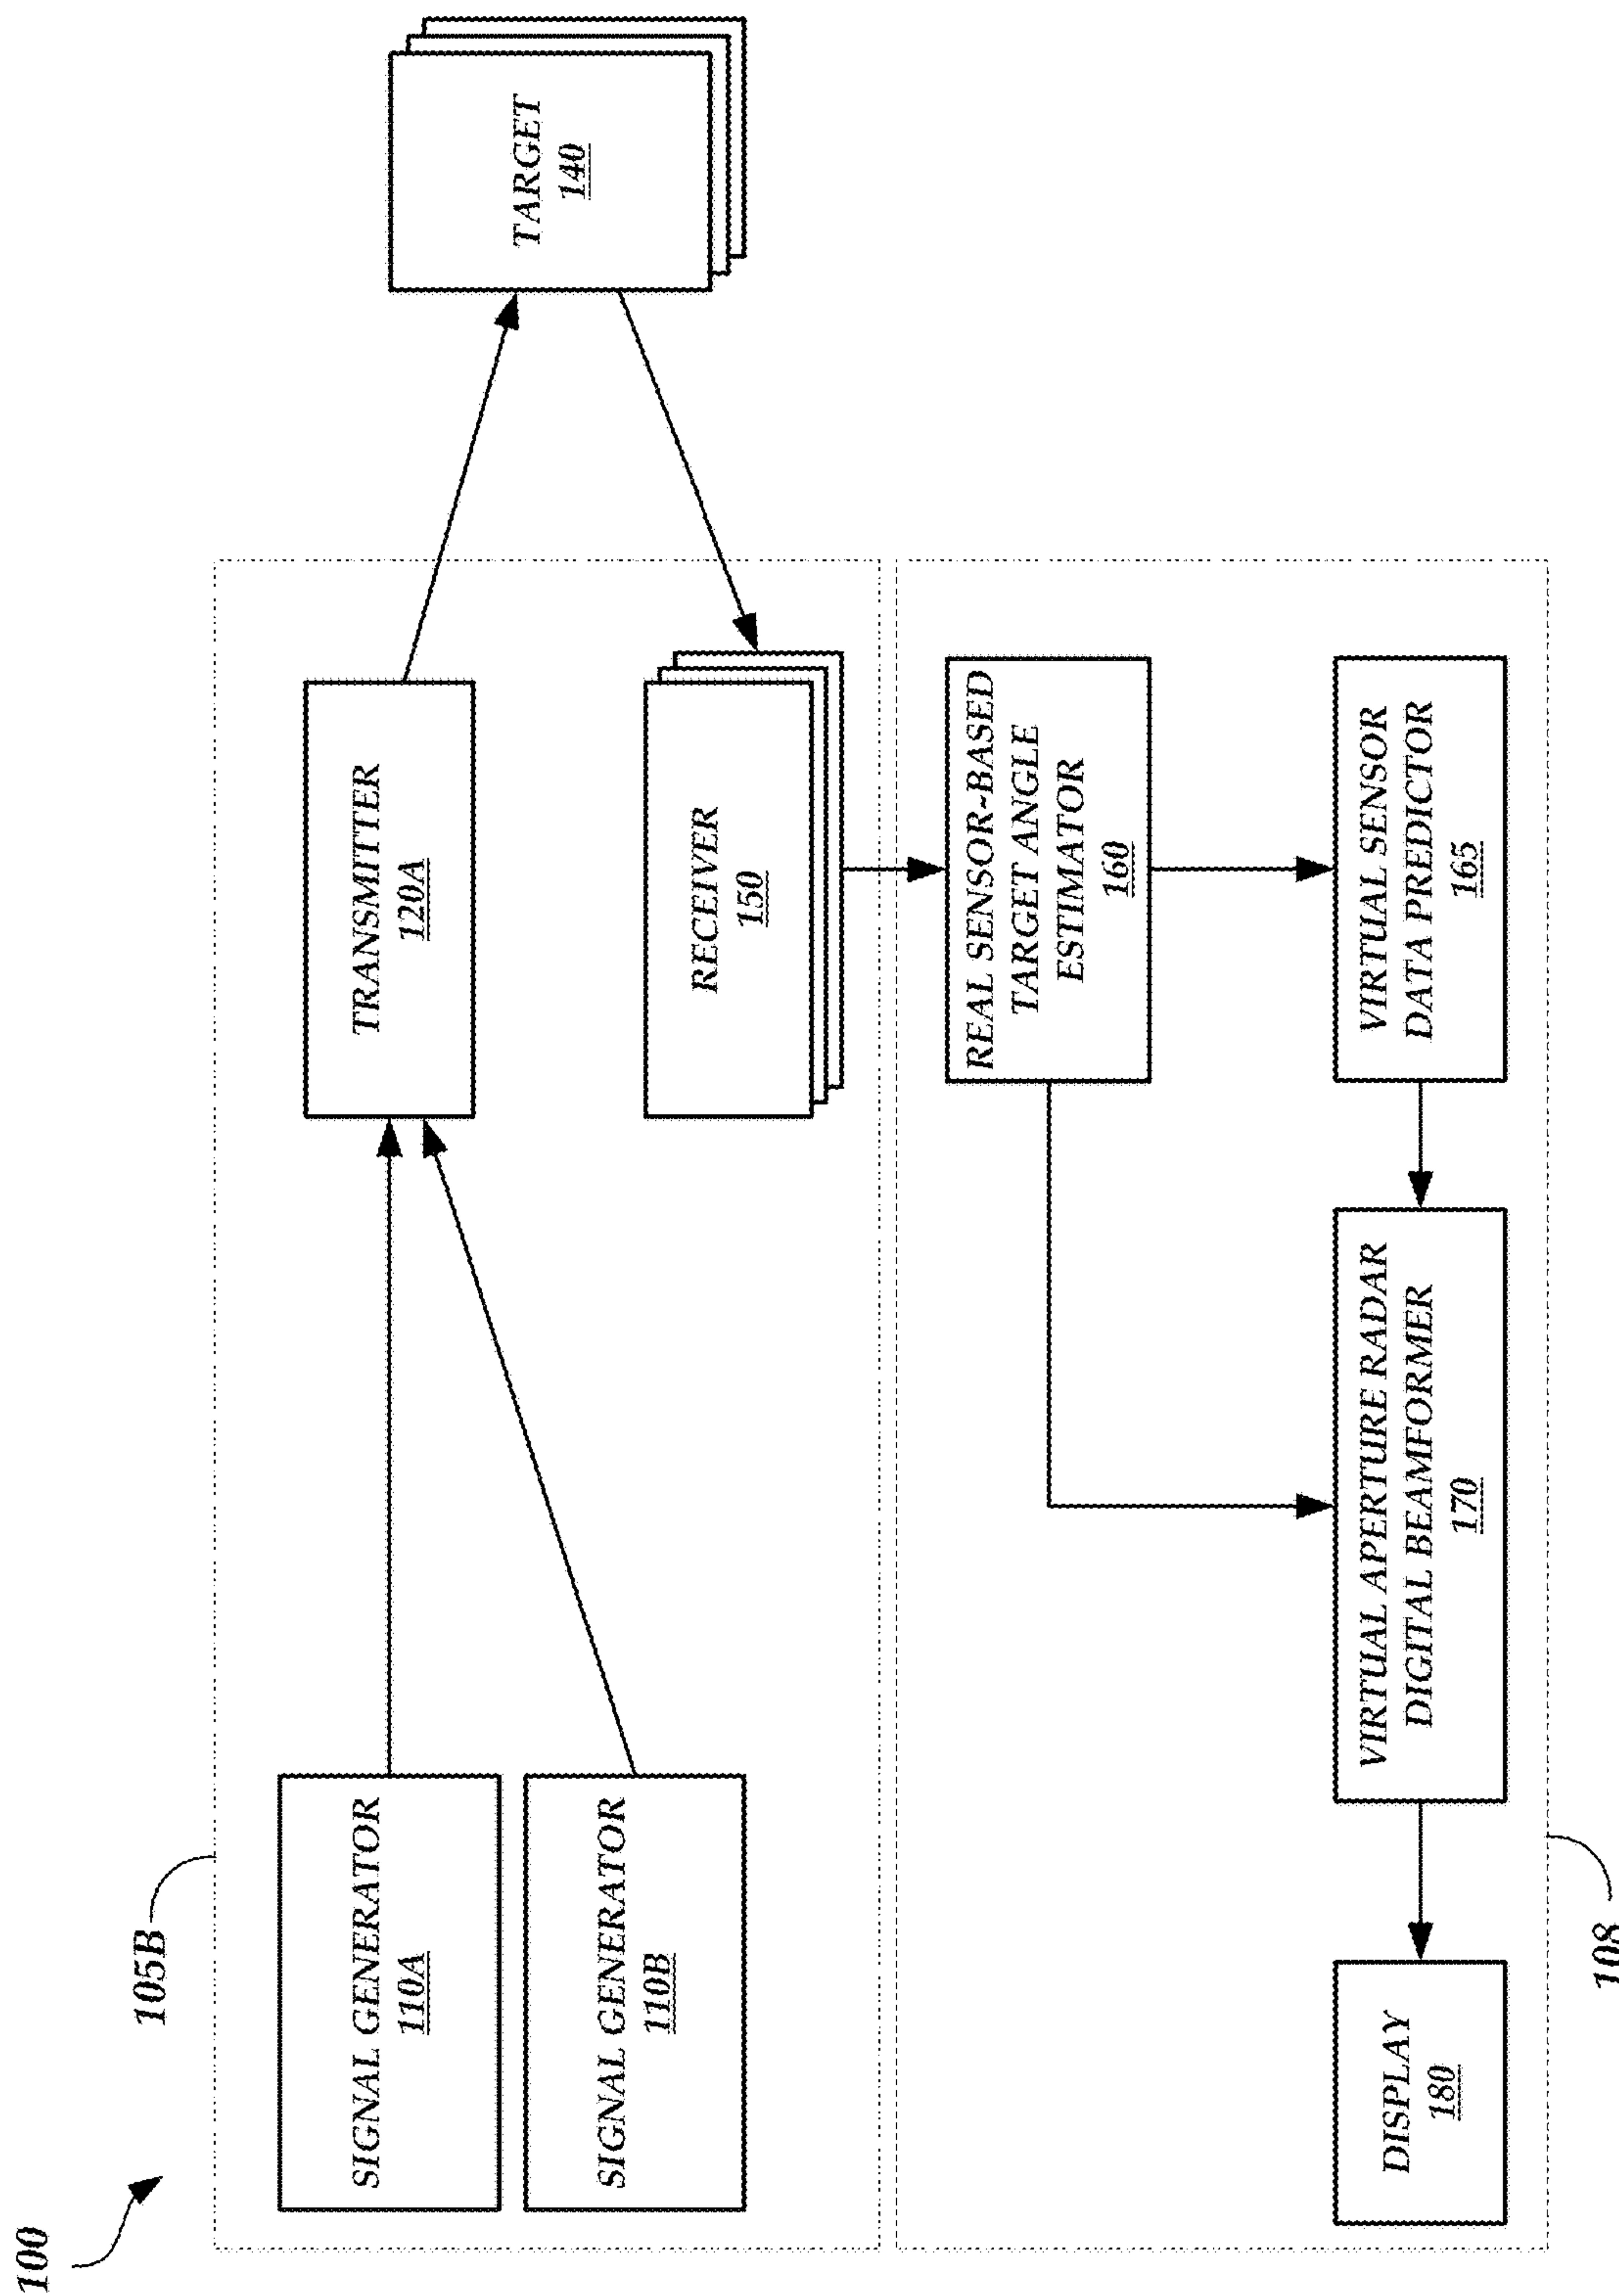 100
105B
SIGNAL GENERATOR
110A
SIGNAL GENERATOR
110B
TRANSMITTER
120A
TARGET
140
RECEIVER
150
REAL SENSOR-BASED
TARGET ANGLE
ESTIMATOR
160
DISPLAY
180
VIRTUAL APERTURE RADAR
DIGITAL BEAMFORMER
170
VIRTUAL SENSOR
DATA PREDICTOR
165
108